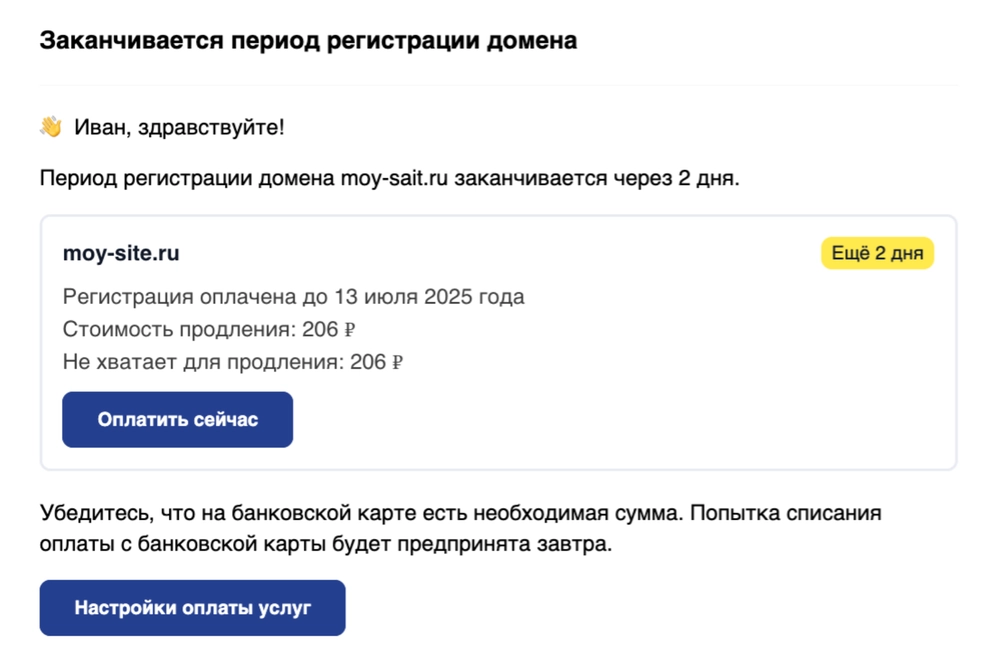 Заканчивается период регистрации домена
👋 Иван, здравствуйте!
Период регистрации домена moy-sait.ru заканчивается через 2 дня.
moy-site.ru
Ещё 2 дня
Регистрация оплачена до 13 июля 2025 года
Стоимость продления: 206 ₽
Не хватает для продления: 206 ₽
Оплатить сейчас
Убедитесь, что на банковской карте есть необходимая сумма. Попытка списания
оплаты с банковской карты будет предпринята завтра.
Настройки оплаты услуг